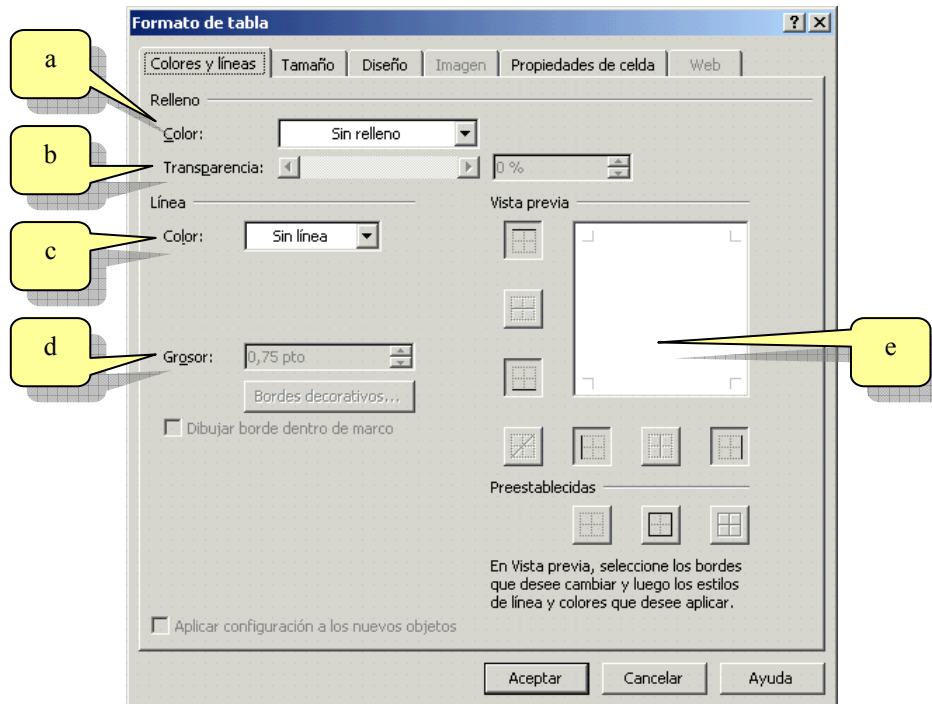 Formato de tabla
a
Colores y líneas Tamaño Diseño Imagen Propiedades de celda Web
Relleno
Color: Sin relleno
b
Transparencia: 0 %
Línea
Vista previa
c
Color: Sin línea
d
Grosor: 0,75 pto
e
Bordes decorativos...
Dibujar borde dentro de marco
Preestablecidas
En Vista previa, seleccione los bordes
que desee cambiar y luego los estilos
de línea y colores que desee aplicar.
Aplicar configuración a los nuevos objetos
Aceptar Cancelar Ayuda